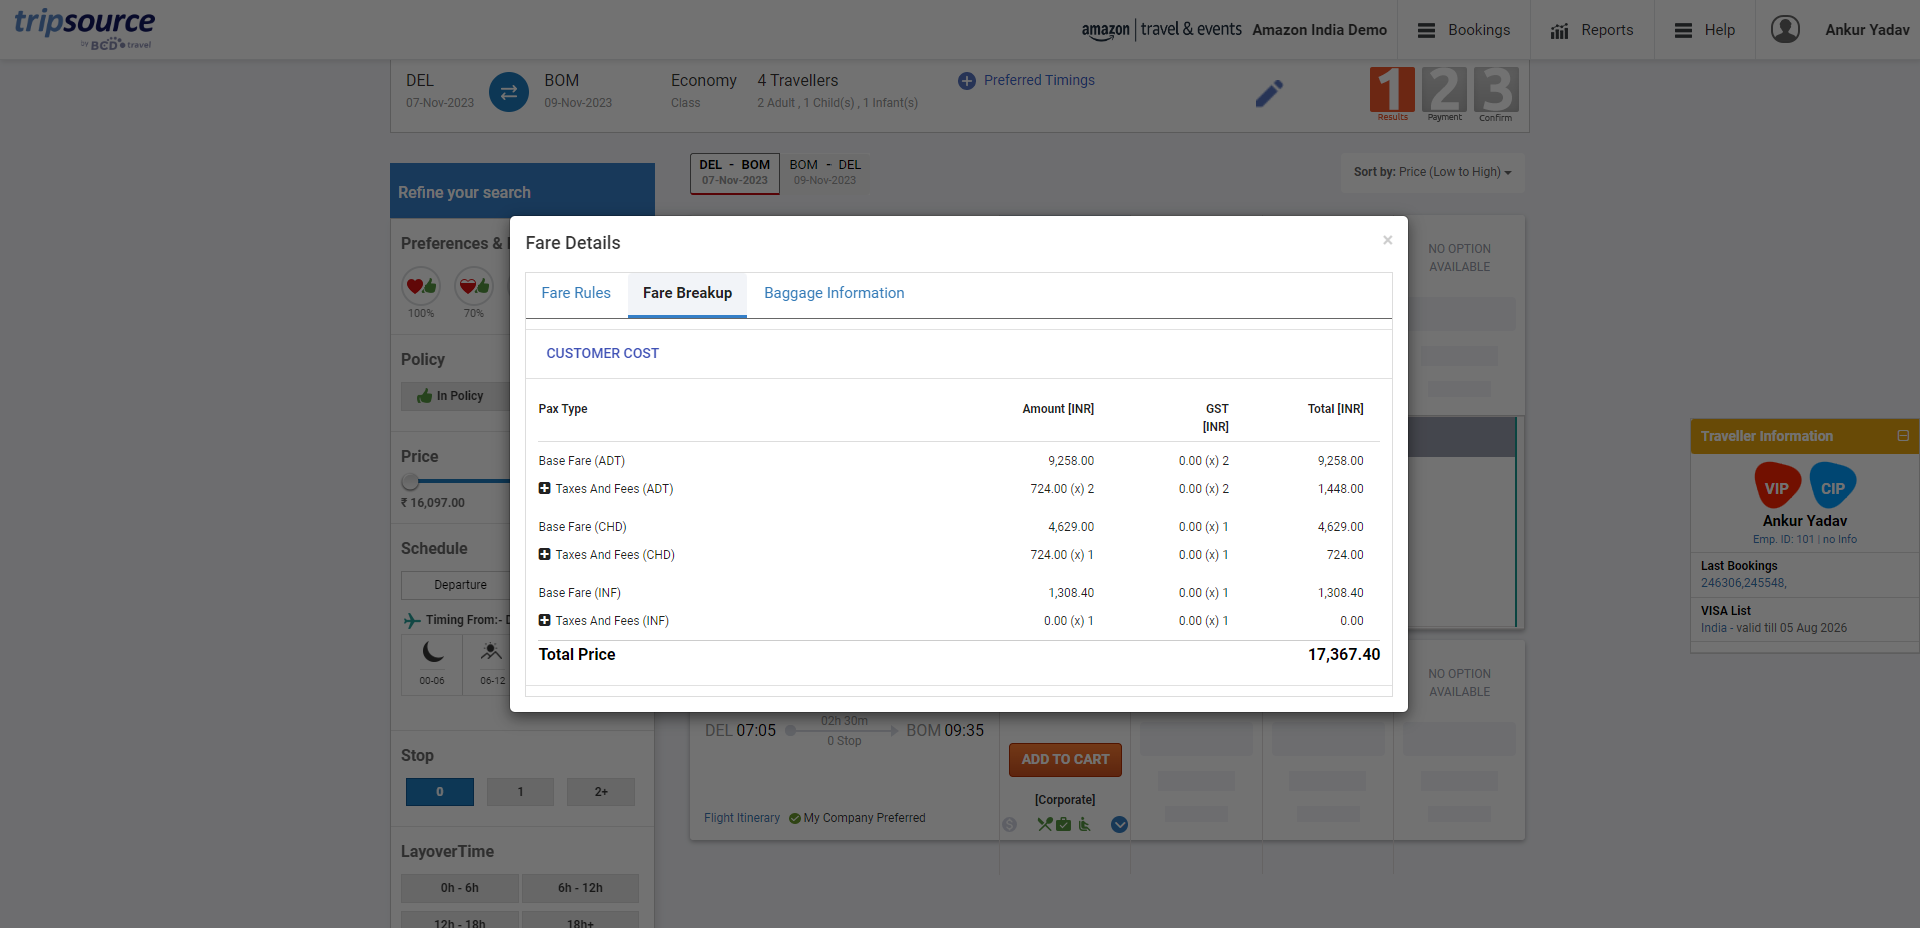 tripsource
by BCD travel
amazon | travel & events Amazon India Demo
Bookings
Reports
Help
Ankur Yadav
DEL
07-Nov-2023
BOM
09-Nov-2023
Economy
Class
4 Travellers
2 Adult , 1 Child(s) , 1 Infant(s)
Preferred Timings
1 2 3
Results Payment Confirm
DEL - BOM
07-Nov-2023
BOM - DEL
09-Nov-2023
Sort by: Price (Low to High)
Refine your search
Preferences &
100% 70%
Policy
In Policy
Price
₹ 16,097.00
Schedule
Departure
Timing From:- D
00-06 06-12
Stop
0 1 2+
LayoverTime
0h - 6h 6h - 12h
12h - 18h 18h+
Fare Details
×
Fare Rules Fare Breakup Baggage Information
CUSTOMER COST
Pax Type Amount [INR] GST [INR] Total [INR]
Base Fare (ADT) 9,258.00 0.00 (x) 2 9,258.00
Taxes And Fees (ADT) 724.00 (x) 2 0.00 (x) 2 1,448.00
Base Fare (CHD) 4,629.00 0.00 (x) 1 4,629.00
Taxes And Fees (CHD) 724.00 (x) 1 0.00 (x) 1 724.00
Base Fare (INF) 1,308.40 0.00 (x) 1 1,308.40
Taxes And Fees (INF) 0.00 (x) 1 0.00 (x) 1 0.00
Total Price 17,367.40
NO OPTION
AVAILABLE
NO OPTION
AVAILABLE
DEL 07:05
02h 30m
0 Stop
BOM 09:35
ADD TO CART
[Corporate]
Flight Itinerary My Company Preferred
Traveller Information
VIP CIP
Ankur Yadav
Emp. ID: 101 | no Info
Last Bookings
246306,245548,
VISA List
India - valid till 05 Aug 2026